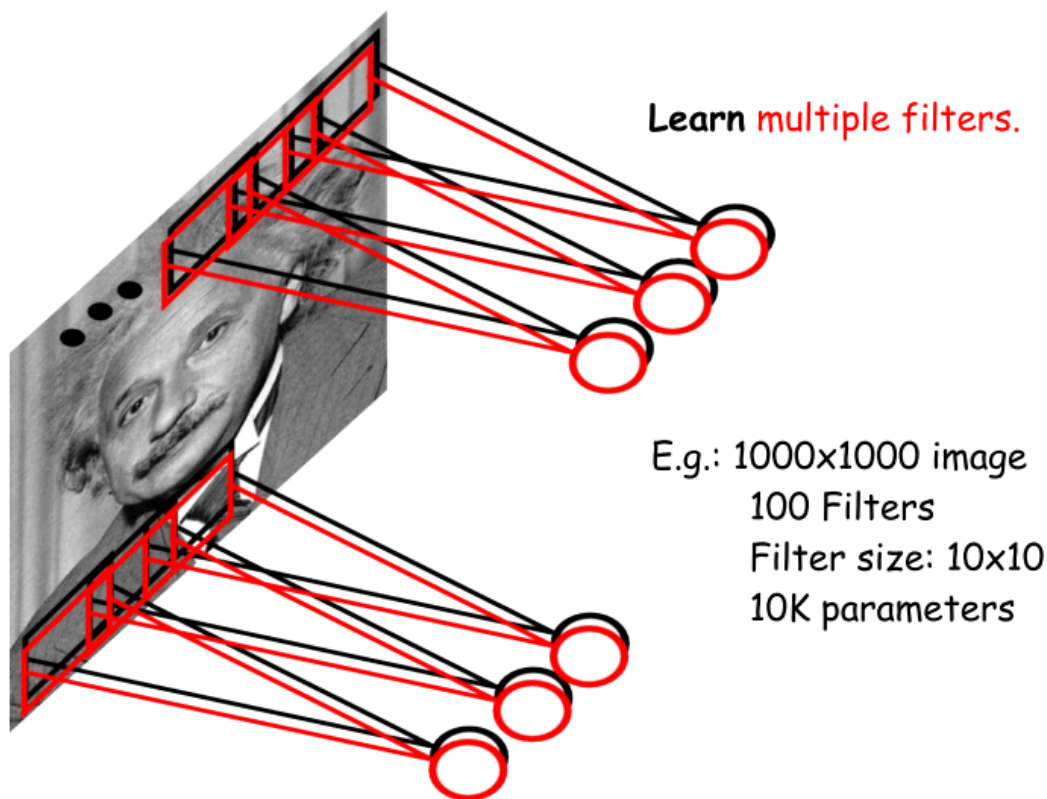 Learn multiple filters.
E.g.: 1000x1000 image
100 Filters
Filter size: 10x10
10K parameters